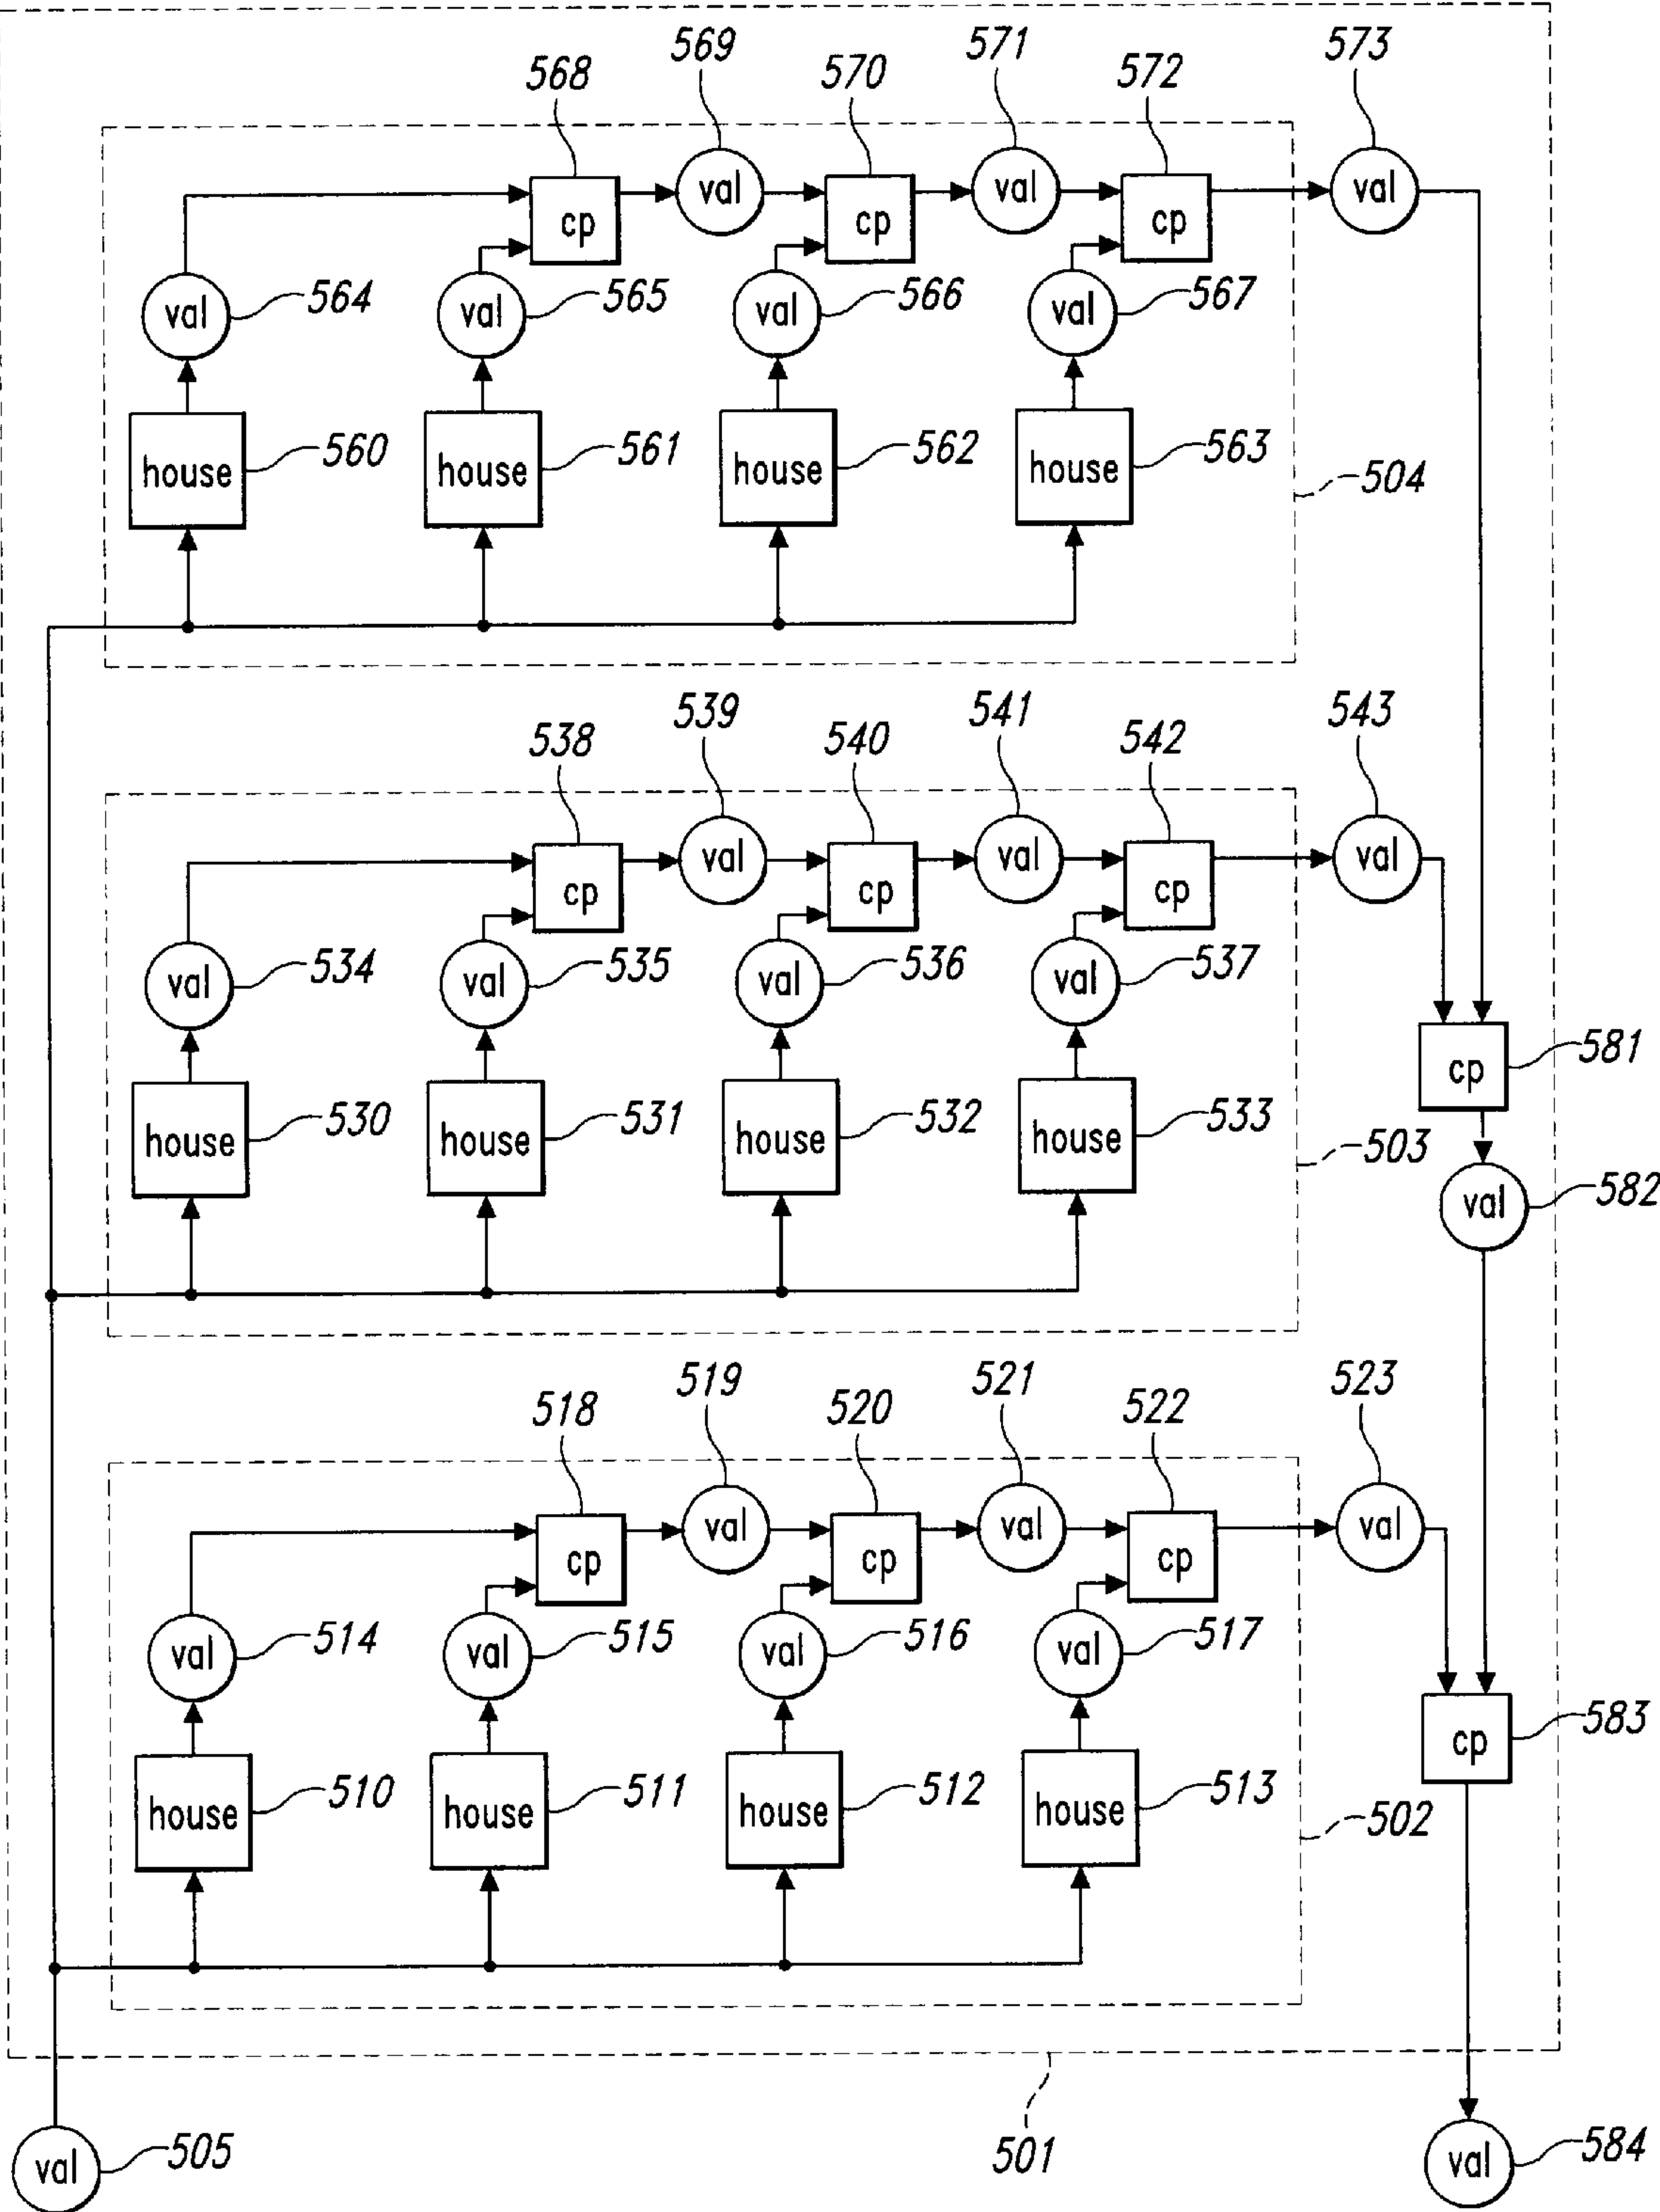 568 569 570 571 572 573
val cp val cp val cp val
val 564 val 565 val 566 val 567
house 560 house 561 house 562 house 563
504
538 539 540 541 542 543
cp val cp val cp val
val 534 val 535 val 536 val 537
cp 581
house 530 house 531 house 532 house 533
503
val 582
518 519 520 521 522 523
cp val cp val cp val
val 514 val 515 val 516 val 517
cp 583
house 510 house 511 house 512 house 513
502
val 505
501
val 584